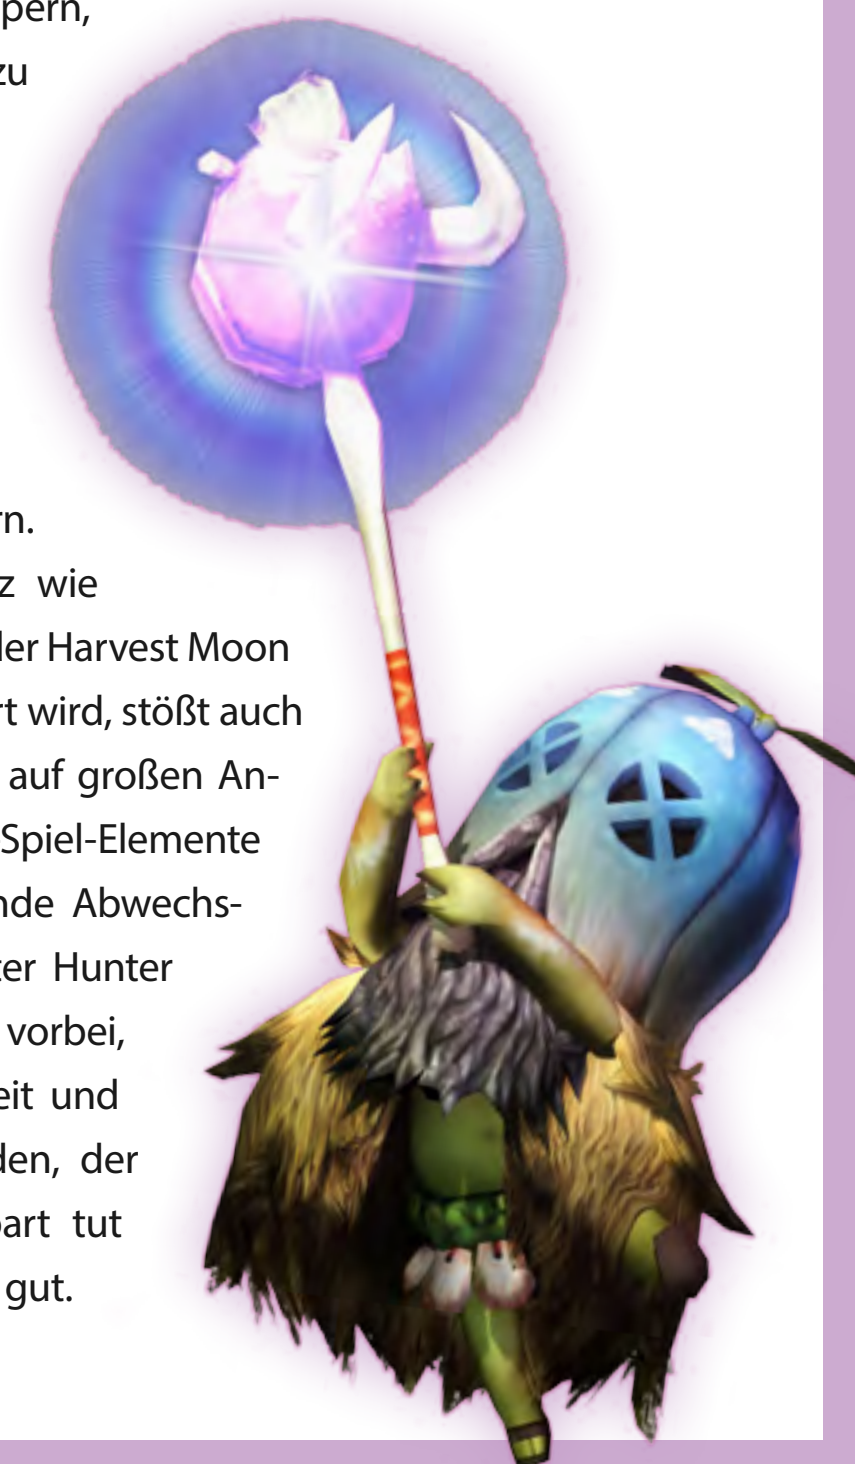 pern,
zu
rn.
z wie
der Harvest Moon
rt wird, stößt auch
auf großen An-
Spiel-Elemente
nde Abwechs-
ter Hunter
vorbei,
eit und
den, der
part tut
gut.